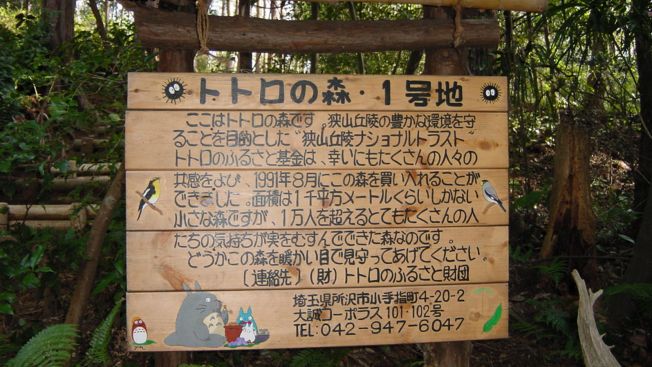 トトロの森・1号地
ここはトトロの森です。狭山丘陵の豊かな環境を守
ることを目的とした"狭山丘陵ナショナルトラスト"
トトロのふるさと基金は、幸いにもたくさんの人々の
共感をよび、1991年8月にこの森を買い入れることが
できました。面積は1千平方メートルくらいしかない
小さな森ですが、1万人を超えるとてもたくさんの人
たちの気持ちが実をむすんでできた森なのです。
どうかこの森を暖かい目で見守ってあげてください。
(連絡先)(財)トトロのふるさと財団
埼玉県所沢市小手指町4-20-2
大誠コーポラス101・102号
TEL:042-947-6047